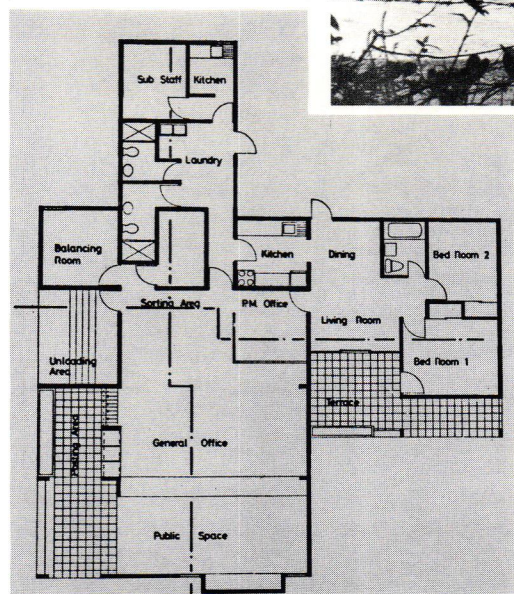 Sub Staff
Kitchen
Laundry
Balancing
Room
Kitchen
Dining
Bed Room 2
Sorting Area
P.M. Office
Living Room
Unloading
Area
Bed Room 1
Terrace
Posting Area
General Office
Public Space